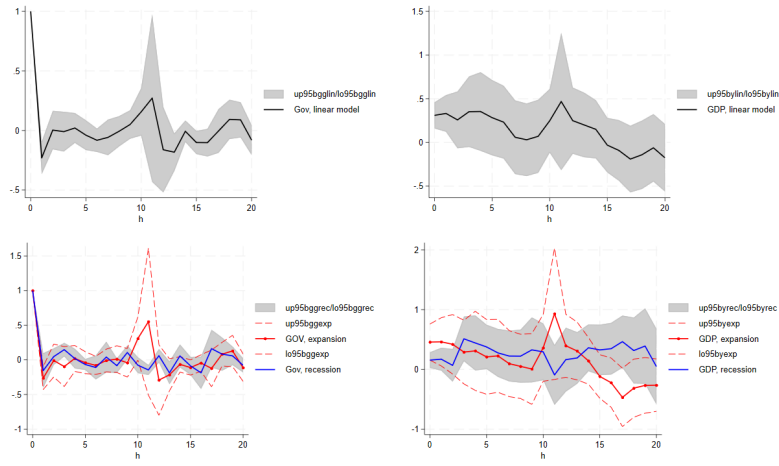 1
.5
0
-.5
0
5
10
15
20
h
up95bgglin/lo95bgglin
Gov, linear model
1.5
1
.5
0
-.5
0
5
10
15
20
h
up95bylin/lo95bylin
GDP, linear model
1.5
1
.5
0
-.5
-1
0
5
10
15
20
h
up95bggrec/lo95bggrec
up95bggexp
GOV, expansion
lo95bggexp
Gov, recession
2
1
0
-1
0
5
10
15
20
h
up95byrec/lo95byrec
up95byexp
GDP, expansion
lo95byexp
GDP, recession